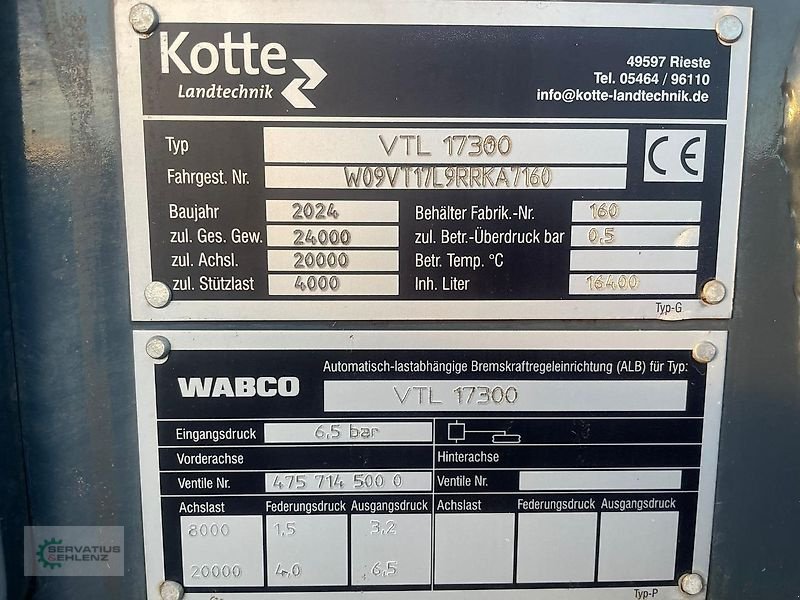 Kotte
Landtechnik
49597 Rieste
Tel. 05464 / 96110
info@kotte-landtechnik.de
Typ VTL 17300
CE
Fahrgest. Nr. W09VT17L9RRKA7160
Baujahr 2024 Behälter Fabrik.-Nr. 160
zul. Ges. Gew. 24000 zul. Betr.-Überdruck bar 0,5
zul. Achsl. 20000 Betr. Temp. °C
zul. Stützlast 4000 Inh. Liter 16400
Typ-G
WABCO
Automatisch-lastabhängige Bremskraftregeleinrichtung (ALB) für Typ:
VTL 17300
Eingangsdruck 6,5 bar
Vorderachse Hinterachse
Ventile Nr. 475 714 500 0 Ventile Nr.
Achslast Federungsdruck Ausgangsdruck Achslast Federungsdruck Ausgangsdruck
8000 1,5 3,2
20000 4,0 6,5
Typ-P
SERVATIUS
&EHLENZ